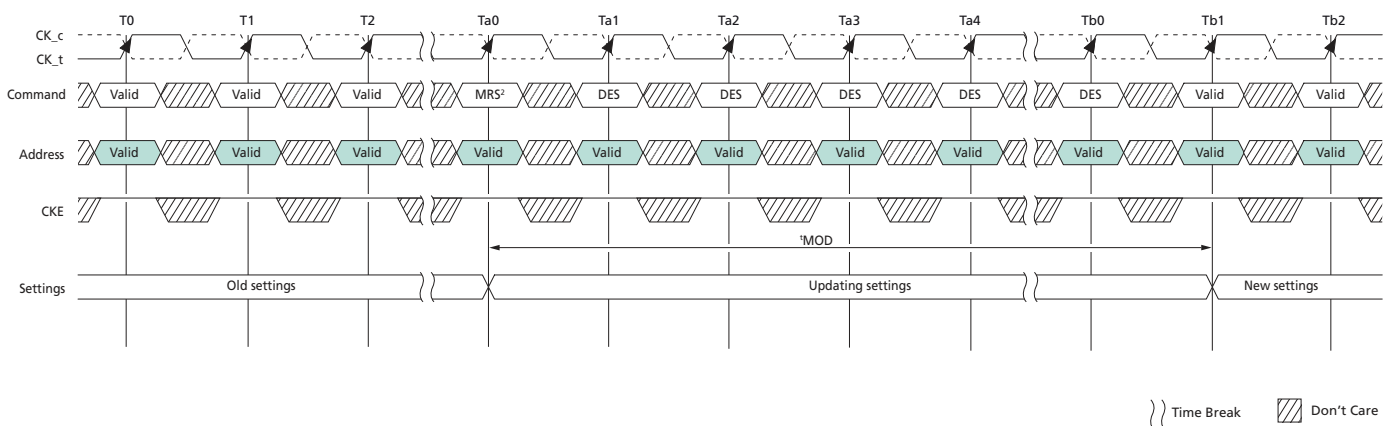 T0 T1 T2 Ta0 Ta1 Ta2 Ta3 Ta4 Tb0 Tb1 Tb2
CK_c
CK_t
Command Valid Valid Valid MRS² DES DES DES DES DES Valid Valid
Address Valid Valid Valid Valid Valid Valid Valid Valid Valid Valid Valid
CKE
ᵗMOD
Settings Old settings Updating settings New settings
Time Break Don't Care